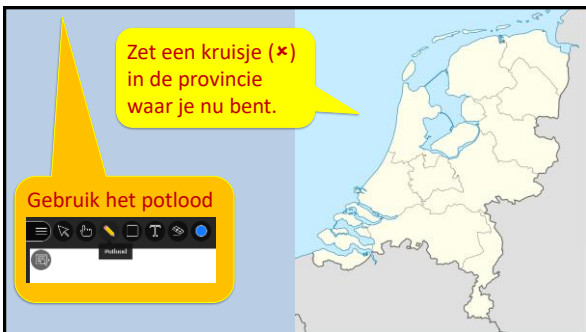 Zet een kruisje (×)
in de provincie
waar je nu bent.
Gebruik het potlood
T
Potlood